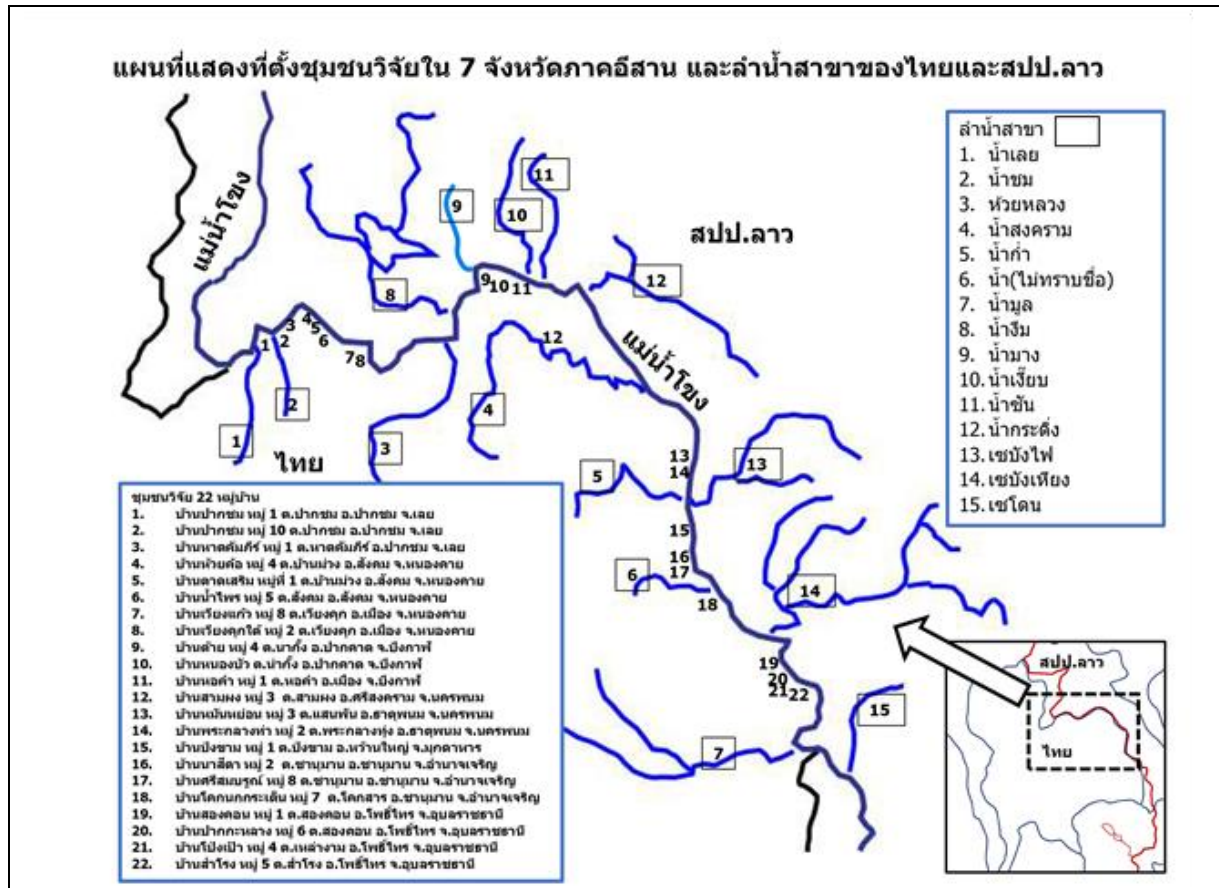 แผนที่แสดงที่ตั้งชุมชนวิจัยใน 7 จังหวัดภาคอีสาน และลำน้ำสาขาของไทยและสปป.ลาว
แม่น้ำโขง
สปป.ลาว
แม่น้ำโขง
ไทย
ลำน้ำสาขา
1. น้ำเลย
2. น้ำชม
3. ห้วยหลวง
4. น้ำสงคราม
5. น้ำก่ำ
6. น้ำ(ไม่ทราบชื่อ)
7. น้ำมูล
8. น้ำงึม
9. น้ำมาง
10. น้ำเงี้ยบ
11. น้ำซัน
12. น้ำกระดิ่ง
13. เซบังไฟ
14. เซบังเหียง
15. เซโดน
9
11
10
12
8
9
10
11
1
2
3
4
5
6
7
8
12
2
4
1
3
13
14
5
13
15
16
17
6
18
14
19
20
21
22
15
7
ชุมชนวิจัย 22 หมู่บ้าน
1. บ้านปากชม หมู่ 1 ต.ปากชม อ.ปากชม จ.เลย
2. บ้านปากชม หมู่ 10 ต.ปากชม อ.ปากชม จ.เลย
3. บ้านหาดคัมภีร์ หมู่ 1 ต.หาดคัมภีร์ อ.ปากชม จ.เลย
4. บ้านห้วยค้อ หมู่ 4 ต.บ้านม่วง อ.สังคม จ.หนองคาย
5. บ้านตาดเสริม หมู่ที่ 1 ต.บ้านม่วง อ.สังคม จ.หนองคาย
6. บ้านน้ำไพร หมู่ 5 ต.สังคม อ.สังคม จ.หนองคาย
7. บ้านเวียงแก้ว หมู่ 8 ต.เวียงคุก อ.เมือง จ.หนองคาย
8. บ้านเวียงคุกใต้ หมู่ 2 ต.เวียงคุก อ.เมือง จ.หนองคาย
9. บ้านต้าย หมู่ 4 ต.นากั้ง อ.ปากคาด จ.บึงกาฬ
10. บ้านหนองบัว ต.นากั้ง อ.ปากคาด จ.บึงกาฬ
11. บ้านหอคำ หมู่ 1 ต.หอคำ อ.เมือง จ.บึงกาฬ
12. บ้านสามผง หมู่ 3 ต.สามผง อ.ศรีสงคราม จ.นครพนม
13. บ้านหมันหย่อน หมู่ 3 ต.แสนพัน อ.ธาตุพนม จ.นครพนม
14. บ้านพระกลางท่า หมู่ 2 ต.พระกลางทุ่ง อ.ธาตุพนม จ.นครพนม
15. บ้านบังขาม หมู่ 1 ต.บังขาม อ.หว้านใหญ่ จ.มุกดาหาร
16. บ้านนาสีดา หมู่ 2 ต.ชานุมาน อ.ชานุมาน จ.อำนาจเจริญ
17. บ้านศรีสมบูรณ์ หมู่ 8 ต.ชานุมาน อ.ชานุมาน จ.อำนาจเจริญ
18. บ้านโคกนกกระเต็น หมู่ 7 ต.โคกสาร อ.ชานุมาน จ.อำนาจเจริญ
19. บ้านสองคอน หมู่ 1 ต.สองคอน อ.โพธิ์ไทร จ.อุบลราชธานี
20. บ้านปากกะหลาง หมู่ 6 ต.สองคอน อ.โพธิ์ไทร จ.อุบลราชธานี
21. บ้านโป่งเป้า หมู่ 4 ต.เหล่างาม อ.โพธิ์ไทร จ.อุบลราชธานี
22. บ้านสำโรง หมู่ 5 ต.สำโรง อ.โพธิ์ไทร จ.อุบลราชธานี
สปป.ลาว
ไทย